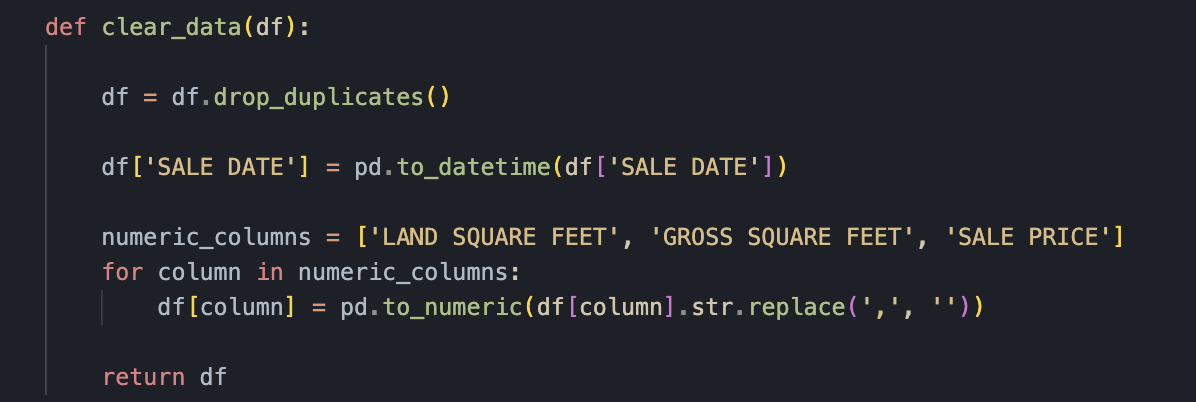 def clear_data(df):
df = df.drop_duplicates()
df['SALE DATE'] = pd.to_datetime(df['SALE DATE'])
numeric_columns = ['LAND SQUARE FEET', 'GROSS SQUARE FEET', 'SALE PRICE']
for column in numeric_columns:
df[column] = pd.to_numeric(df[column].str.replace(',', ''))
return df